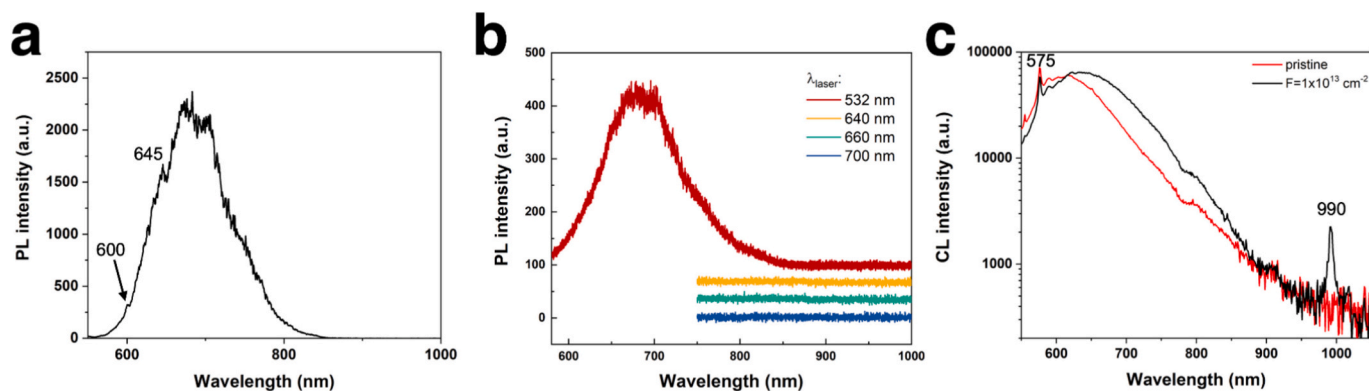 a
2500
2000
1500
1000
500
0
600
645
600
800
1000
Wavelength (nm)
PL intensity (a.u.)
b
500
400
300
200
100
0
λlaser:
532 nm
640 nm
660 nm
700 nm
600
700
800
900
1000
Wavelength (nm)
PL intensity (a.u.)
c
100000
10000
1000
575
990
pristine
F=1x10¹³ cm⁻²
600
700
800
900
1000
Wavelength (nm)
CL intensity (a.u.)